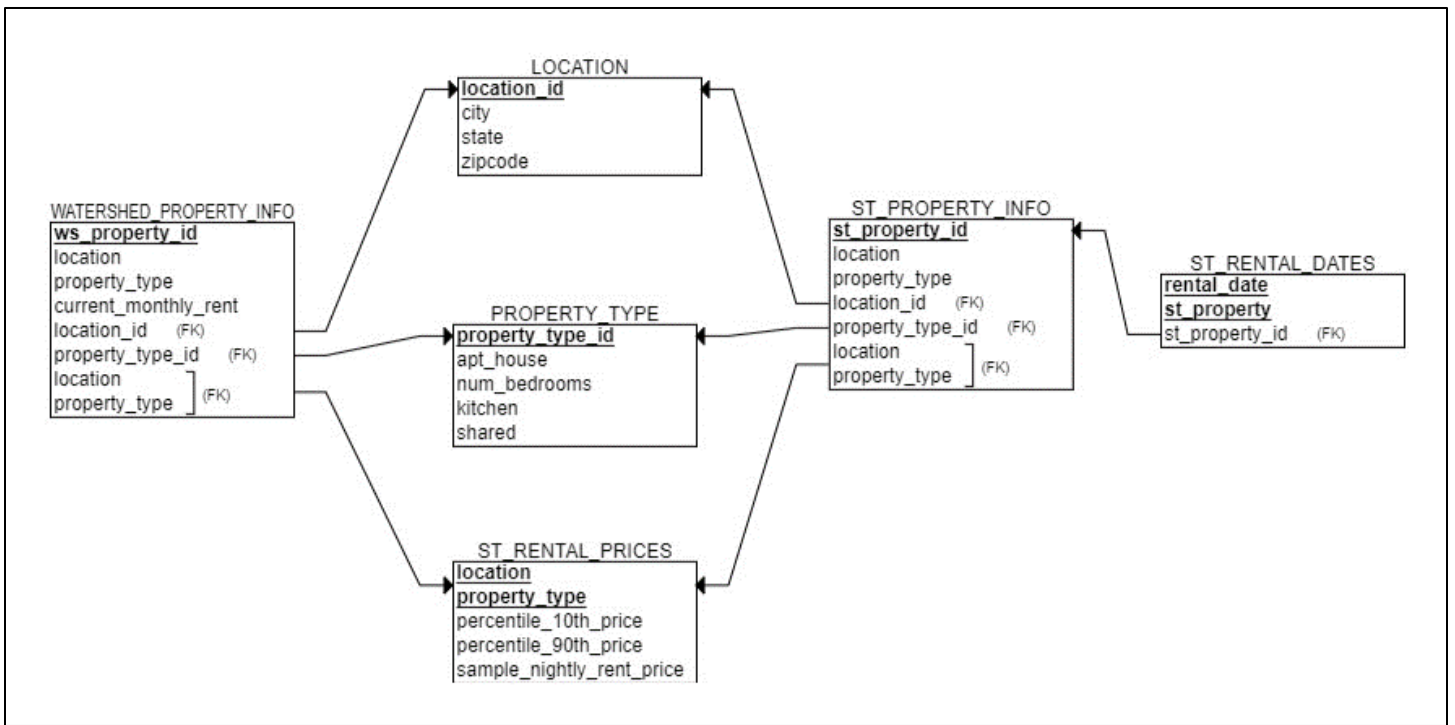 LOCATION
location_id
city
state
zipcode
WATERSHED_PROPERTY_INFO
ws_property_id
location
property_type
current_monthly_rent
location_id (FK)
property_type_id (FK)
location
property_type (FK)
PROPERTY_TYPE
property_type_id
apt_house
num_bedrooms
kitchen
shared
ST_RENTAL_PRICES
location
property_type
percentile_10th_price
percentile_90th_price
sample_nightly_rent_price
ST_PROPERTY_INFO
st_property_id
location
property_type
location_id (FK)
property_type_id (FK)
location
property_type (FK)
ST_RENTAL_DATES
rental_date
st_property
st_property_id (FK)